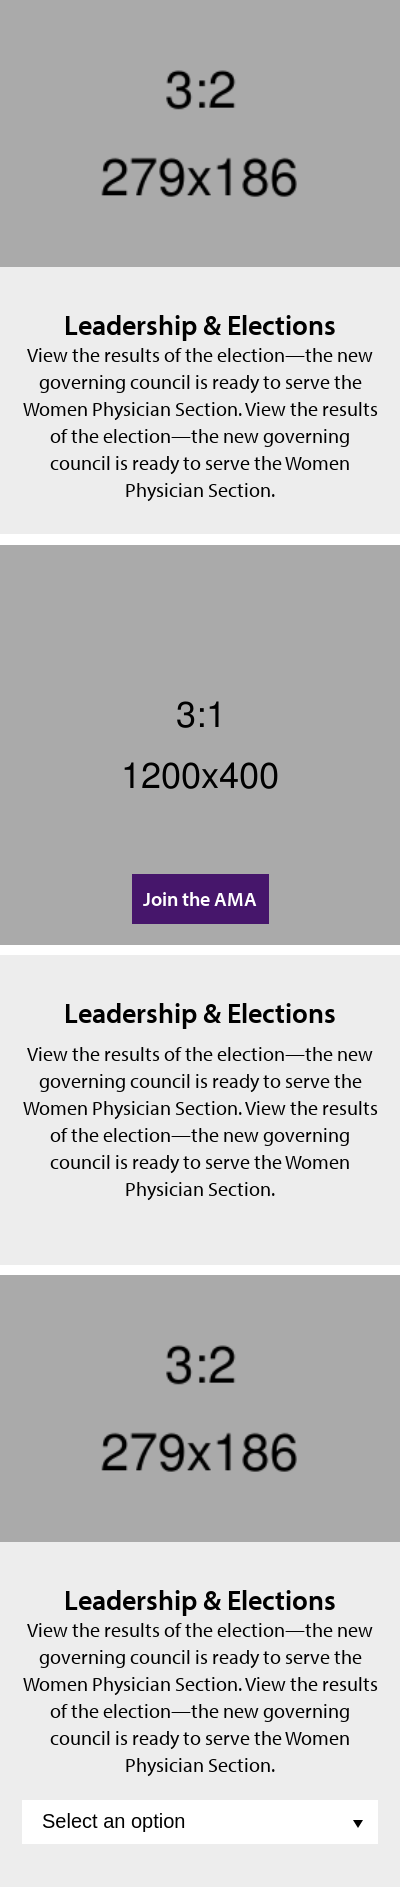 3:2
279x186
Leadership & Elections
View the results of the election—the new
governing council is ready to serve the
Women Physician Section. View the results
of the election—the new governing
council is ready to serve the Women
Physician Section.
3:1
1200x400
Join the AMA
Leadership & Elections
View the results of the election—the new
governing council is ready to serve the
Women Physician Section. View the results
of the election—the new governing
council is ready to serve the Women
Physician Section.
3:2
279x186
Leadership & Elections
View the results of the election—the new
governing council is ready to serve the
Women Physician Section. View the results
of the election—the new governing
council is ready to serve the Women
Physician Section.
Select an option